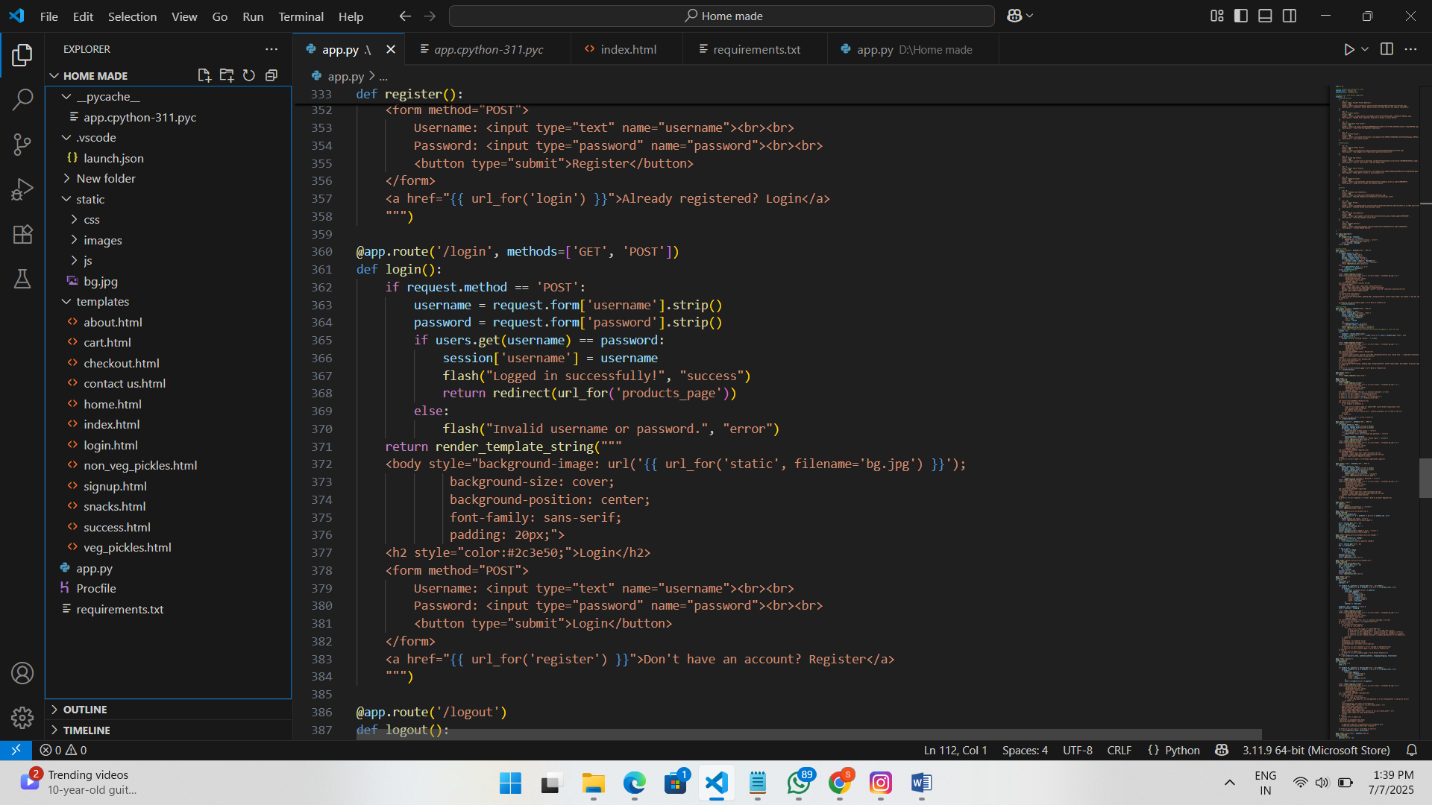 File Edit Selection View Go Run Terminal Help
Home made
EXPLORER
HOME MADE
__pycache__
app.cpython-311.pyc
.vscode
launch.json
New folder
static
css
images
js
bg.jpg
templates
about.html
cart.html
checkout.html
contact us.html
home.html
index.html
login.html
non_veg_pickles.html
signup.html
snacks.html
success.html
veg_pickles.html
app.py
Procfile
requirements.txt
OUTLINE
TIMELINE
app.py .\ app.cpython-311.pyc index.html requirements.txt app.py D:\Home made
app.py > ...
333 def register():
352 <form method="POST">
353 Username: <input type="text" name="username"><br><br>
354 Password: <input type="password" name="password"><br><br>
355 <button type="submit">Register</button>
356 </form>
357 <a href="{{ url_for('login') }}">Already registered? Login</a>
358 """)
359
360 @app.route('/login', methods=['GET', 'POST'])
361 def login():
362 if request.method == 'POST':
363 username = request.form['username'].strip()
364 password = request.form['password'].strip()
365 if users.get(username) == password:
366 session['username'] = username
367 flash("Logged in successfully!", "success")
368 return redirect(url_for('products_page'))
369 else:
370 flash("Invalid username or password.", "error")
371 return render_template_string("""
372 <body style="background-image: url('{{ url_for('static', filename='bg.jpg') }}');
373 background-size: cover;
374 background-position: center;
375 font-family: sans-serif;
376 padding: 20px;">
377 <h2 style="color:#2c3e50;">Login</h2>
378 <form method="POST">
379 Username: <input type="text" name="username"><br><br>
380 Password: <input type="password" name="password"><br><br>
381 <button type="submit">Login</button>
382 </form>
383 <a href="{{ url_for('register') }}">Don't have an account? Register</a>
384 """)
385
386 @app.route('/logout')
387 def logout():
0 0 Ln 112, Col 1 Spaces: 4 UTF-8 CRLF {} Python 3.11.9 64-bit (Microsoft Store)
2 Trending videos
10-year-old guit...
1 89 S
ENG
IN
1:39 PM
7/7/2025